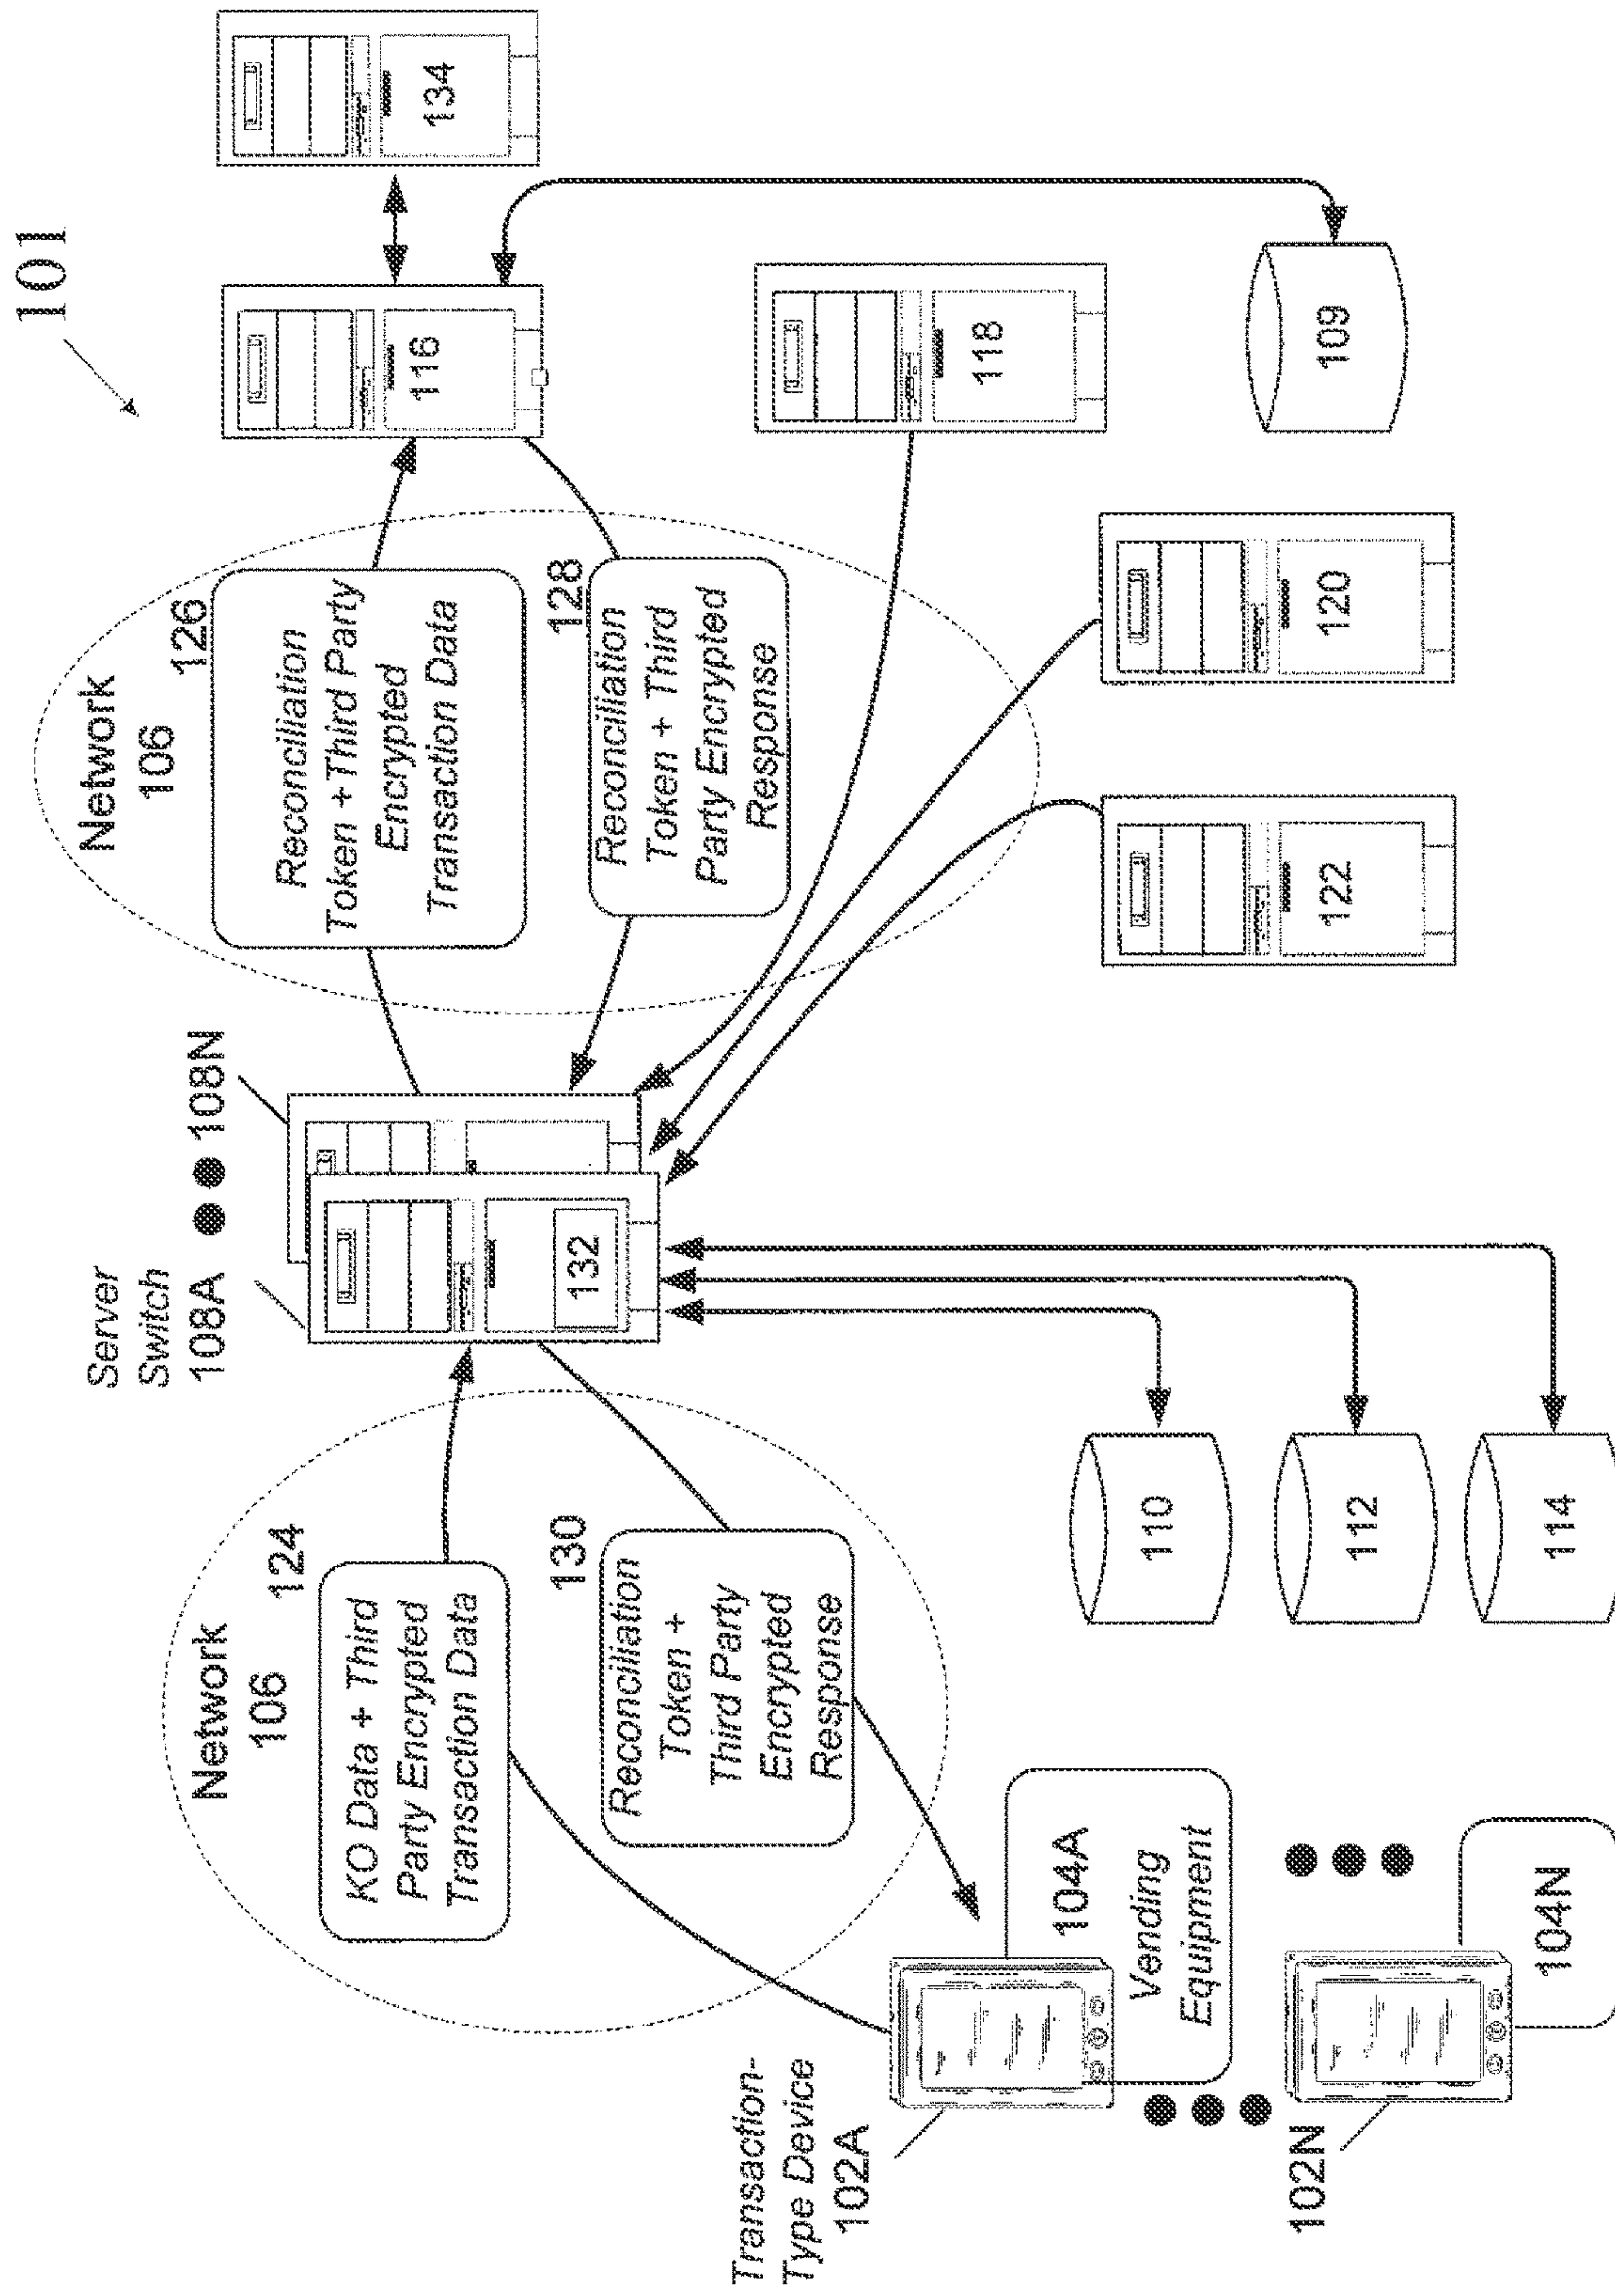 101
Network
106
126
Reconciliation
Token + Third Party
Encrypted
Transaction Data
128
Reconciliation
Token + Third
Party Encrypted
Response
134
116
118
109
120
122
Server
Switch
108A
108N
132
Network
106
124
KO Data + Third
Party Encrypted
Transaction Data
130
Reconciliation
Token +
Third Party
Encrypted
Response
110
112
114
Transaction-
Type Device
102A
104A
Vending
Equipment
102N
104N